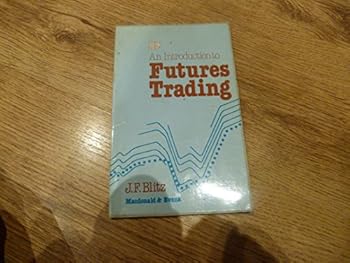 An Introduction to
Futures
Trading
J.F. Blitz
Macdonald & Evans